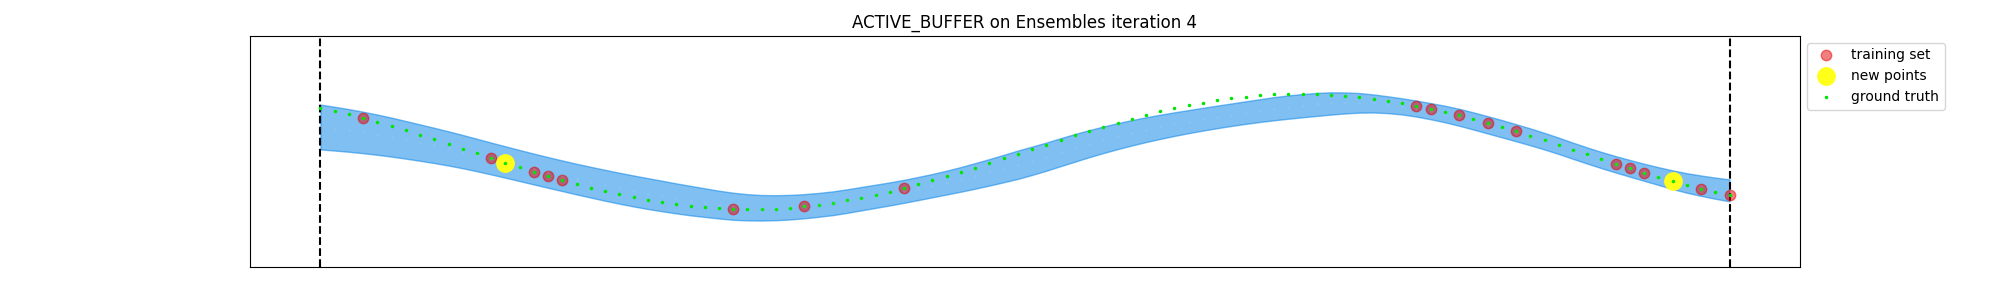 ACTIVE_BUFFER on Ensembles iteration 4
training set
new points
ground truth